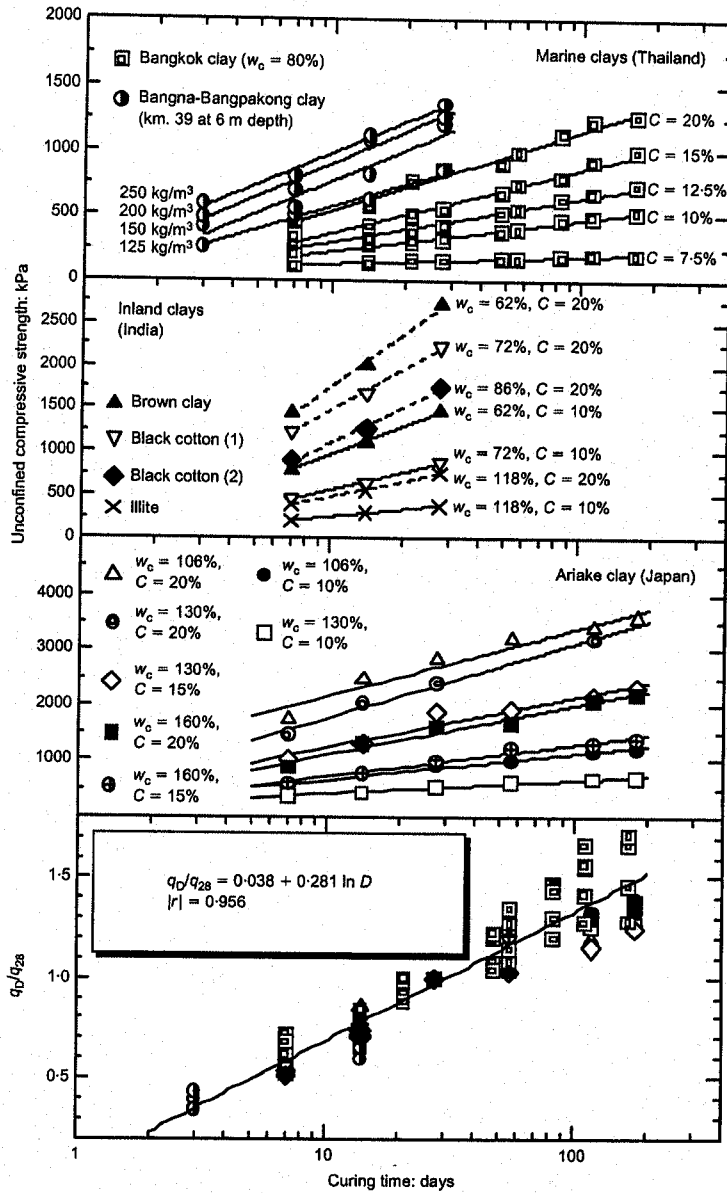 2000
1500
1000
500
0
Bangkok clay (wc = 80%)
Marine clays (Thailand)
Bangna-Bangpakong clay
(km. 39 at 6 m depth)
250 kg/m³
200 kg/m³
150 kg/m³
125 kg/m³
C = 20%
C = 15%
C = 12·5%
C = 10%
C = 7·5%
Unconfined compressive strength: kPa
2500
2000
1500
1000
500
0
Inland clays
(India)
Brown clay
Black cotton (1)
Black cotton (2)
Illite
wc = 62%, C = 20%
wc = 72%, C = 20%
wc = 86%, C = 20%
wc = 62%, C = 10%
wc = 72%, C = 10%
wc = 118%, C = 20%
wc = 118%, C = 10%
4000
3000
2000
1000
Ariake clay (Japan)
wc = 106%,
C = 20%
wc = 130%,
C = 20%
wc = 130%,
C = 15%
wc = 160%,
C = 20%
wc = 160%,
C = 15%
wc = 106%,
C = 10%
wc = 130%,
C = 10%
qD/q28
1·5
1·0
0·5
qD/q28 = 0·038 + 0·281 ln D
|r| = 0·956
1
10
100
Curing time: days